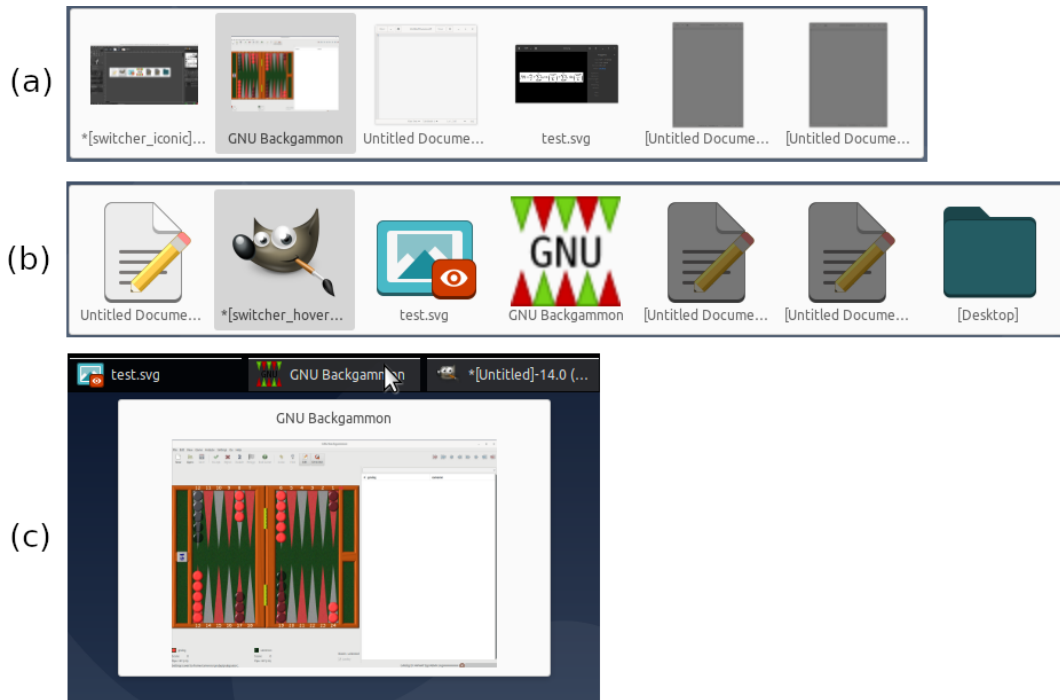 (a)
*[switcher_iconic]... GNU Backgammon Untitled Docume... test.svg [Untitled Docume... [Untitled Docume...
(b)
GNU
Untitled Docume... *[switcher_hover... test.svg GNU Backgammon [Untitled Docume... [Untitled Docume... [Desktop]
test.svg GNU Backgammon *[Untitled]-14.0 (...
(c)
GNU Backgammon